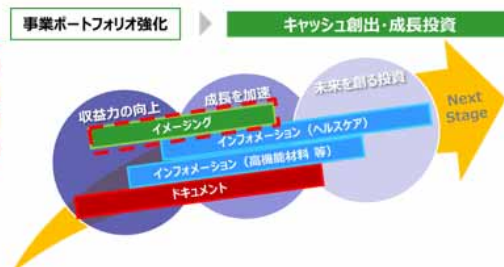 事業ポートフォリオ強化
キャッシュ創出・成長投資
収益力の向上
成長を加速
未来を創る投資
イメージング
インフォメーション（ヘルスケア）
インフォメーション（高機能材料 等）
ドキュメント
Next
Stage